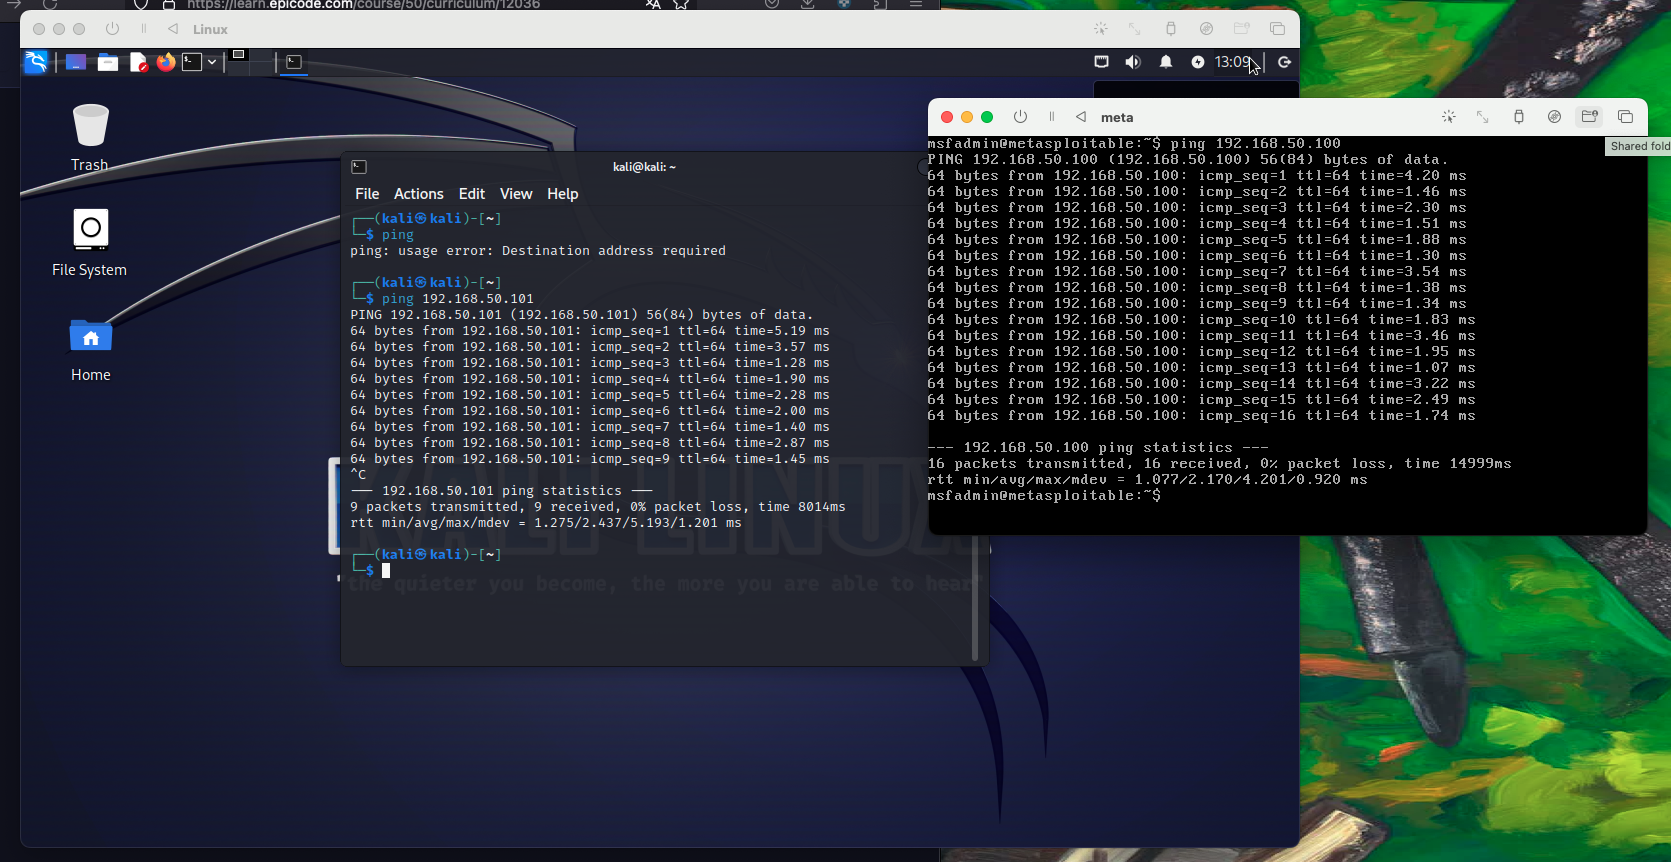 https://learn.epicode.com/course/50/curriculum/12036
Linux
13:09
Trash
File System
Home
kali@kali: ~
File Actions Edit View Help
┌──(kali㉿kali)-[~]
└─$ ping
ping: usage error: Destination address required
┌──(kali㉿kali)-[~]
└─$ ping 192.168.50.101
PING 192.168.50.101 (192.168.50.101) 56(84) bytes of data.
64 bytes from 192.168.50.101: icmp_seq=1 ttl=64 time=5.19 ms
64 bytes from 192.168.50.101: icmp_seq=2 ttl=64 time=3.57 ms
64 bytes from 192.168.50.101: icmp_seq=3 ttl=64 time=1.28 ms
64 bytes from 192.168.50.101: icmp_seq=4 ttl=64 time=1.90 ms
64 bytes from 192.168.50.101: icmp_seq=5 ttl=64 time=2.28 ms
64 bytes from 192.168.50.101: icmp_seq=6 ttl=64 time=2.00 ms
64 bytes from 192.168.50.101: icmp_seq=7 ttl=64 time=1.40 ms
64 bytes from 192.168.50.101: icmp_seq=8 ttl=64 time=2.87 ms
64 bytes from 192.168.50.101: icmp_seq=9 ttl=64 time=1.45 ms
^C
── 192.168.50.101 ping statistics ──
9 packets transmitted, 9 received, 0% packet loss, time 8014ms
rtt min/avg/max/mdev = 1.275/2.437/5.193/1.201 ms
┌──(kali㉿kali)-[~]
└─$
KALI LINUX
"the quieter you become, the more you are able to hear"
meta
Shared fold
msfadmin@metasploitable:~$ ping 192.168.50.100
PING 192.168.50.100 (192.168.50.100) 56(84) bytes of data.
64 bytes from 192.168.50.100: icmp_seq=1 ttl=64 time=4.20 ms
64 bytes from 192.168.50.100: icmp_seq=2 ttl=64 time=1.46 ms
64 bytes from 192.168.50.100: icmp_seq=3 ttl=64 time=2.30 ms
64 bytes from 192.168.50.100: icmp_seq=4 ttl=64 time=1.51 ms
64 bytes from 192.168.50.100: icmp_seq=5 ttl=64 time=1.88 ms
64 bytes from 192.168.50.100: icmp_seq=6 ttl=64 time=1.30 ms
64 bytes from 192.168.50.100: icmp_seq=7 ttl=64 time=3.54 ms
64 bytes from 192.168.50.100: icmp_seq=8 ttl=64 time=1.38 ms
64 bytes from 192.168.50.100: icmp_seq=9 ttl=64 time=1.34 ms
64 bytes from 192.168.50.100: icmp_seq=10 ttl=64 time=1.83 ms
64 bytes from 192.168.50.100: icmp_seq=11 ttl=64 time=3.46 ms
64 bytes from 192.168.50.100: icmp_seq=12 ttl=64 time=1.95 ms
64 bytes from 192.168.50.100: icmp_seq=13 ttl=64 time=1.07 ms
64 bytes from 192.168.50.100: icmp_seq=14 ttl=64 time=3.22 ms
64 bytes from 192.168.50.100: icmp_seq=15 ttl=64 time=2.49 ms
64 bytes from 192.168.50.100: icmp_seq=16 ttl=64 time=1.74 ms
--- 192.168.50.100 ping statistics ---
16 packets transmitted, 16 received, 0% packet loss, time 14999ms
rtt min/avg/max/mdev = 1.077/2.170/4.201/0.920 ms
msfadmin@metasploitable:~$